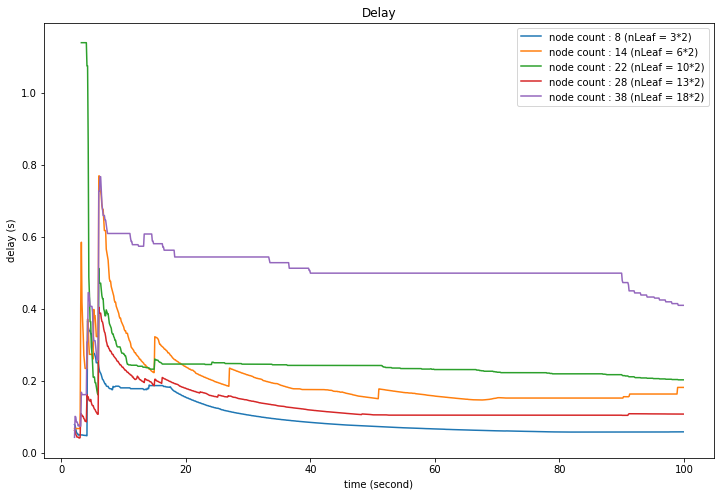 Delay
node count : 8 (nLeaf = 3*2)
node count : 14 (nLeaf = 6*2)
node count : 22 (nLeaf = 10*2)
node count : 28 (nLeaf = 13*2)
node count : 38 (nLeaf = 18*2)
delay (s)
1.0
0.8
0.6
0.4
0.2
0.0
0 20 40 60 80 100
time (second)